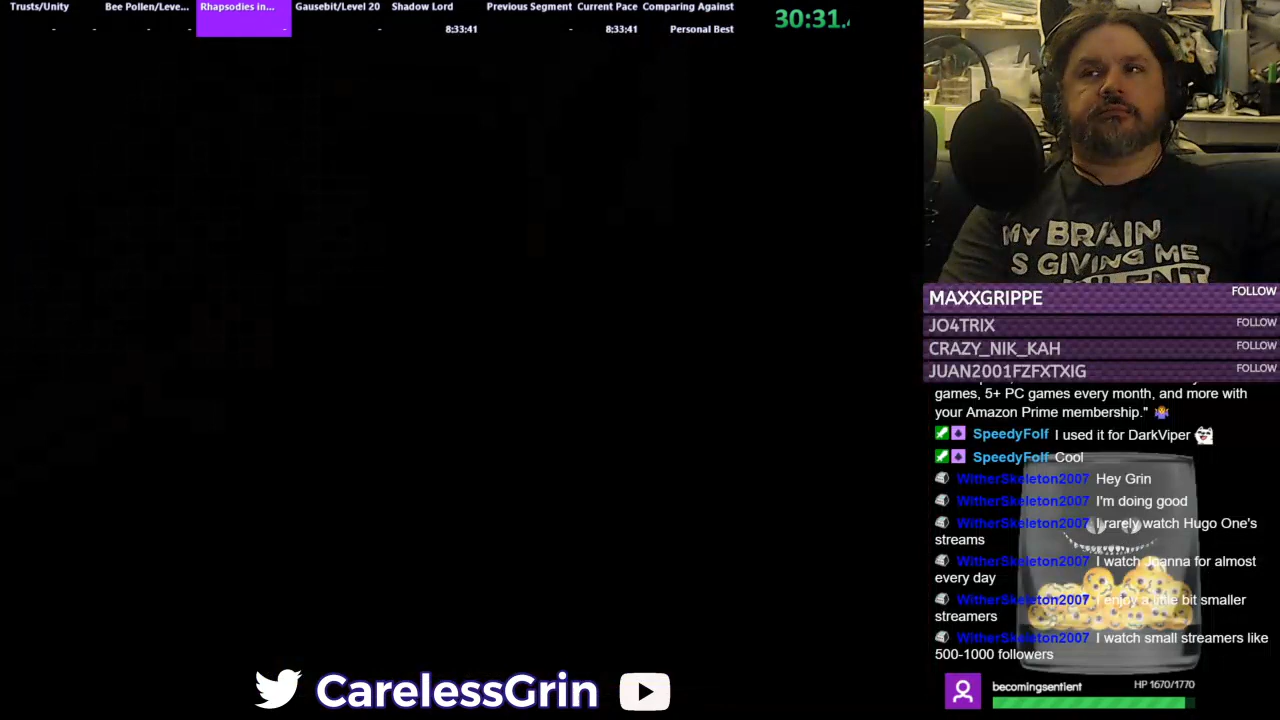 Trusts/Unity Bee Pollen/Leve... Rhapsodies in... Gausebit/Level 20 Shadow Lord Previous Segment Current Pace Comparing Against
- - - - - - 8:33:41 - 8:33:41 Personal Best
30:31.
MY BRAIN
S GIVING ME
MAXXGRIPPE FOLLOW
JO4TRIX FOLLOW
CRAZY_NIK_KAH FOLLOW
JUAN2001FZFXTXIG FOLLOW
games, 5+ PC games every month, and more with
your Amazon Prime membership." 🤷
SpeedyFolf I used it for DarkViper
SpeedyFolf Cool
WitherSkeleton2007 Hey Grin
WitherSkeleton2007 I'm doing good
WitherSkeleton2007 I rarely watch Hugo One's
streams
WitherSkeleton2007 I watch Joanna for almost
every day
WitherSkeleton2007 I enjoy a little bit smaller
streamers
WitherSkeleton2007 I watch small streamers like
500-1000 followers
becomingsentient HP 1670/1770
CarelessGrin